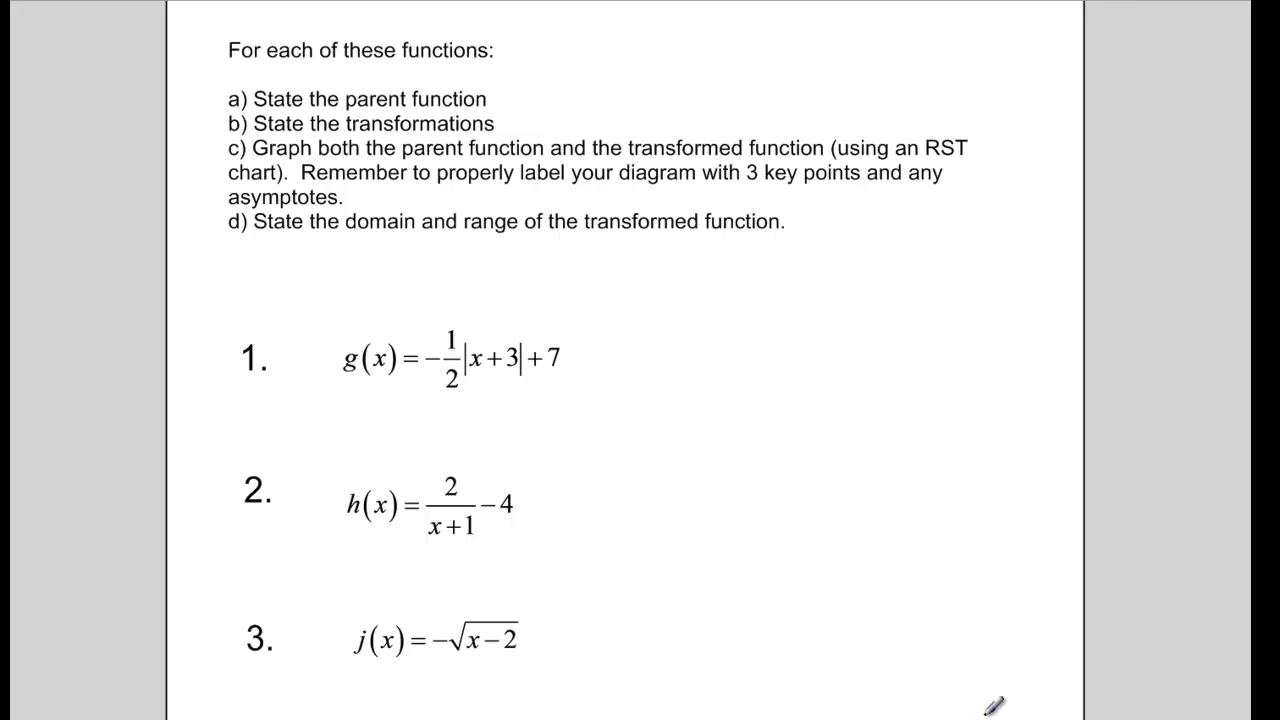 For each of these functions:
a) State the parent function
b) State the transformations
c) Graph both the parent function and the transformed function (using an RST
chart).  Remember to properly label your diagram with 3 key points and any
asymptotes.
d) State the domain and range of the transformed function.
1. g(x) = −1/2|x+3|+7
2. h(x) = 2/(x+1) − 4
3. j(x) = −√(x−2)